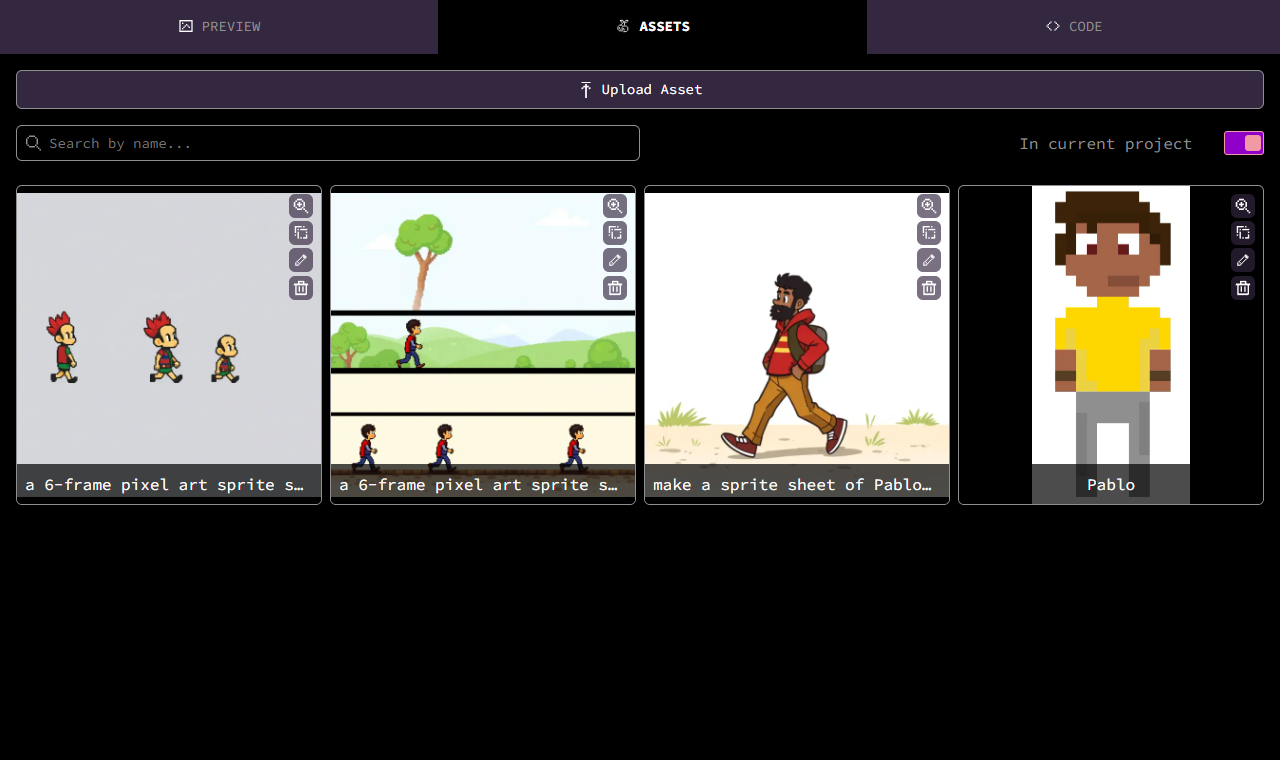 PREVIEW
ASSETS
CODE
Upload Asset
Search by name...
In current project
a 6-frame pixel art sprite s…
a 6-frame pixel art sprite s…
make a sprite sheet of Pablo…
Pablo